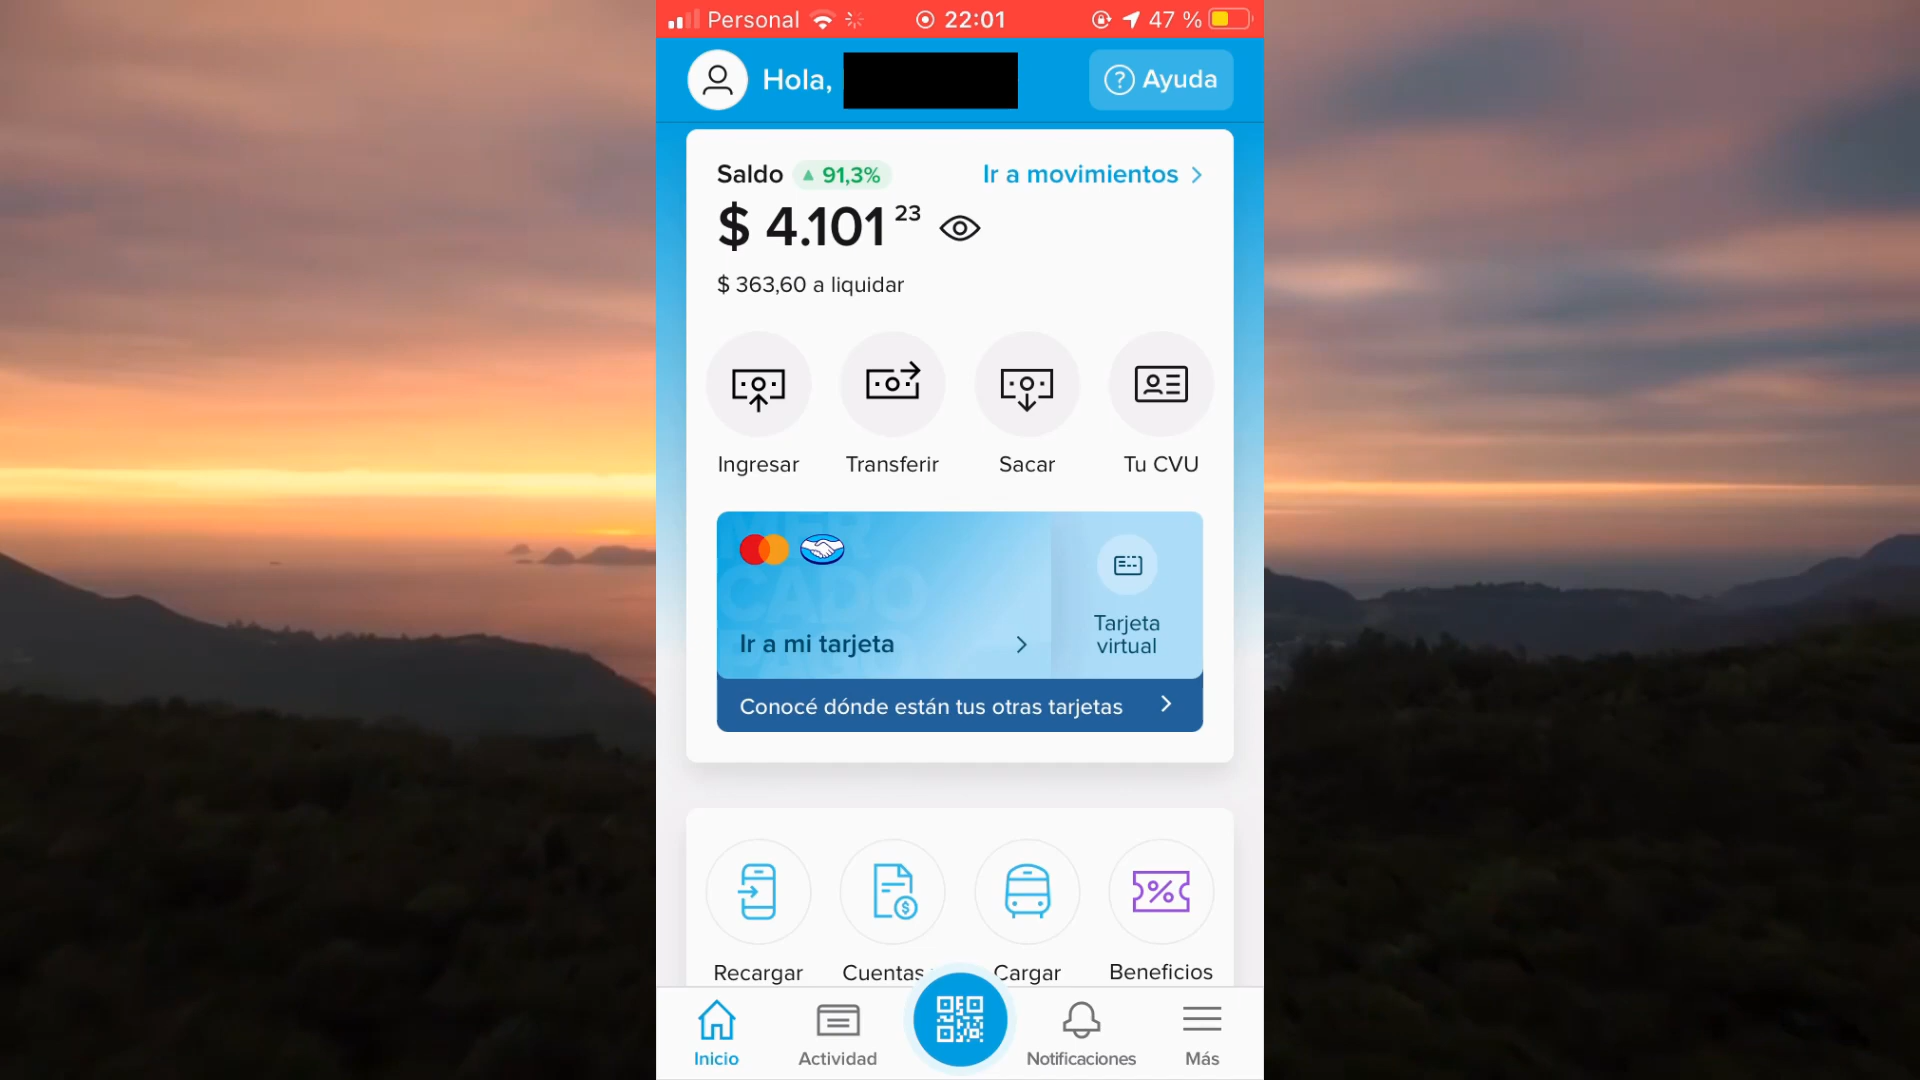 Personal 22:01 47 %
Hola, Ayuda
Saldo 91,3% Ir a movimientos
$ 4.101 23
$ 363,60 a liquidar
Ingresar Transferir Sacar Tu CVU
MERCADO PAGO
Ir a mi tarjeta
Tarjeta virtual
Conocé dónde están tus otras tarjetas
Recargar Cuentas Cargar Beneficios
Inicio Actividad Notificaciones Más